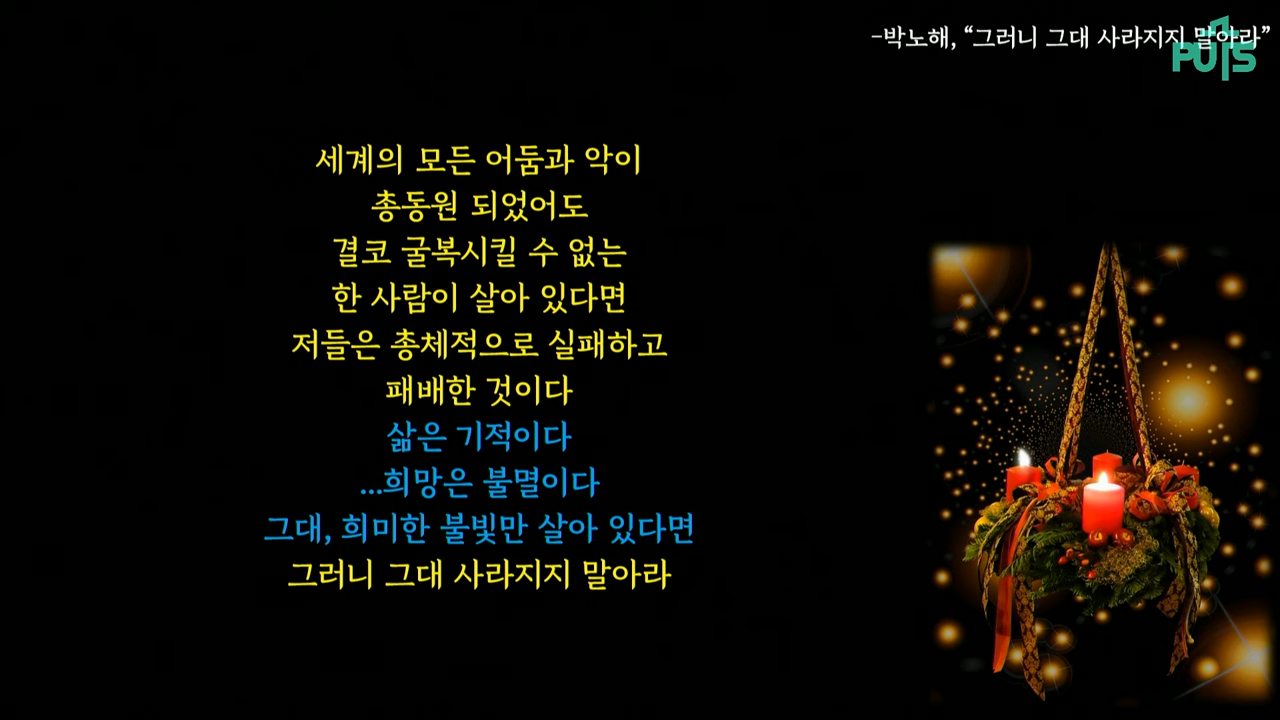 -박노해, “그러니 그대 사라지지 말아라”
PUTS
세계의 모든 어둠과 악이
총동원 되었어도
결코 굴복시킬 수 없는
한 사람이 살아 있다면
저들은 총체적으로 실패하고
패배한 것이다
삶은 기적이다
...희망은 불멸이다
그대, 희미한 불빛만 살아 있다면
그러니 그대 사라지지 말아라